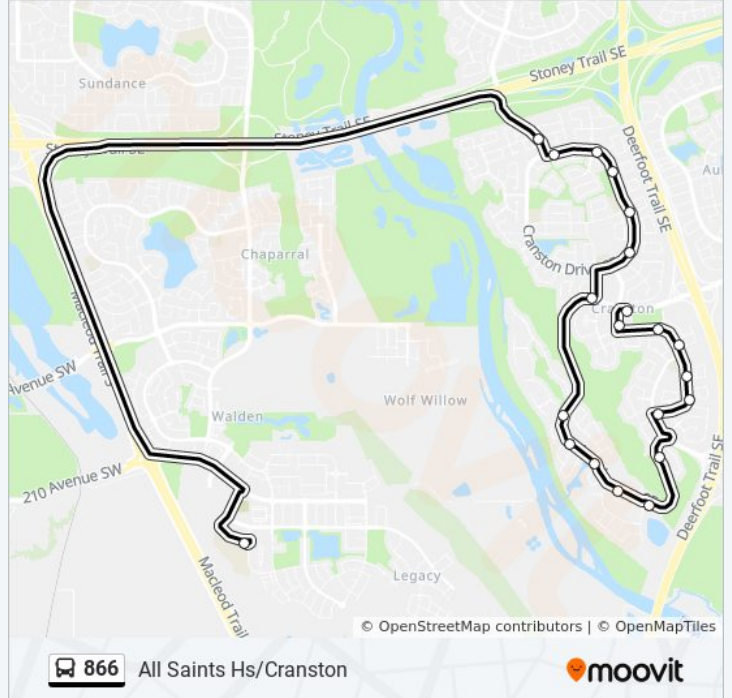 Sundance
Stoney Trail SE
Stoney Trail SE
Deerfoot Trail SE
Chaparral
Cranston Driv
Cranston
Macleod Trail S
Avenue SW
Wolf Willow
Walden
210 Avenue SW
Deerfoot Trail SE
Legacy
Macleod Trail
© OpenStreetMap contributors | © OpenMapTiles
866 All Saints Hs/Cranston
moovit